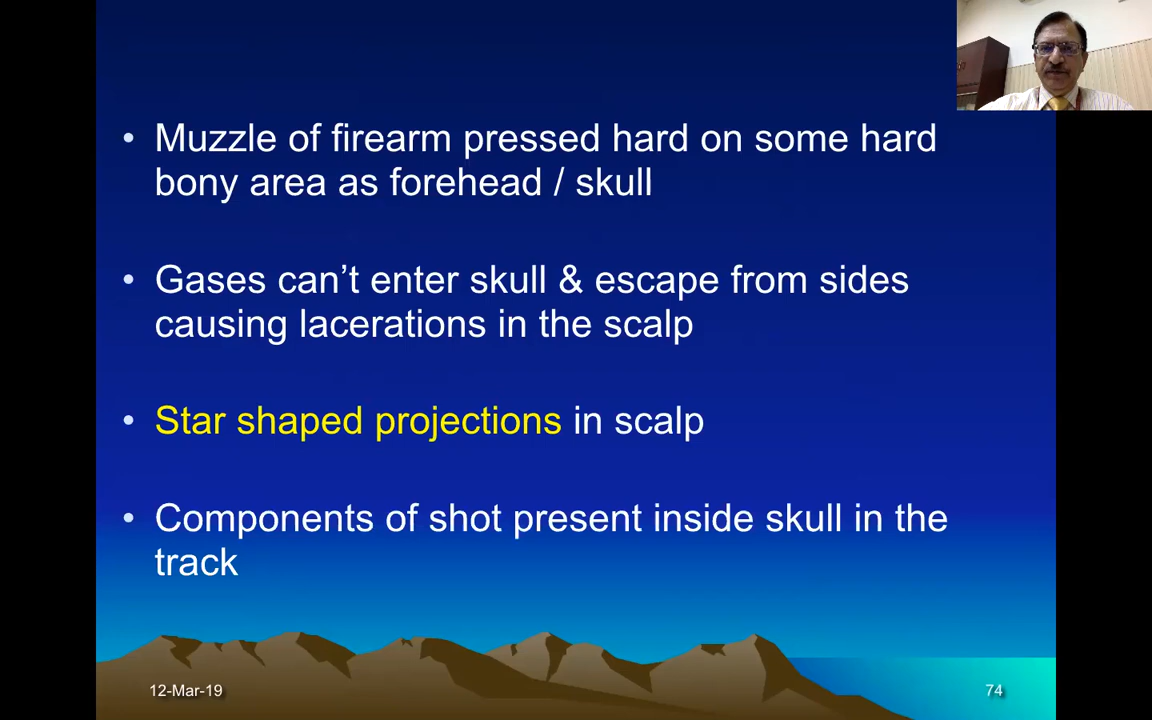 • Muzzle of firearm pressed hard on some hard
bony area as forehead / skull
• Gases can’t enter skull & escape from sides
causing lacerations in the scalp
• Star shaped projections in scalp
• Components of shot present inside skull in the
track
12-Mar-19
74